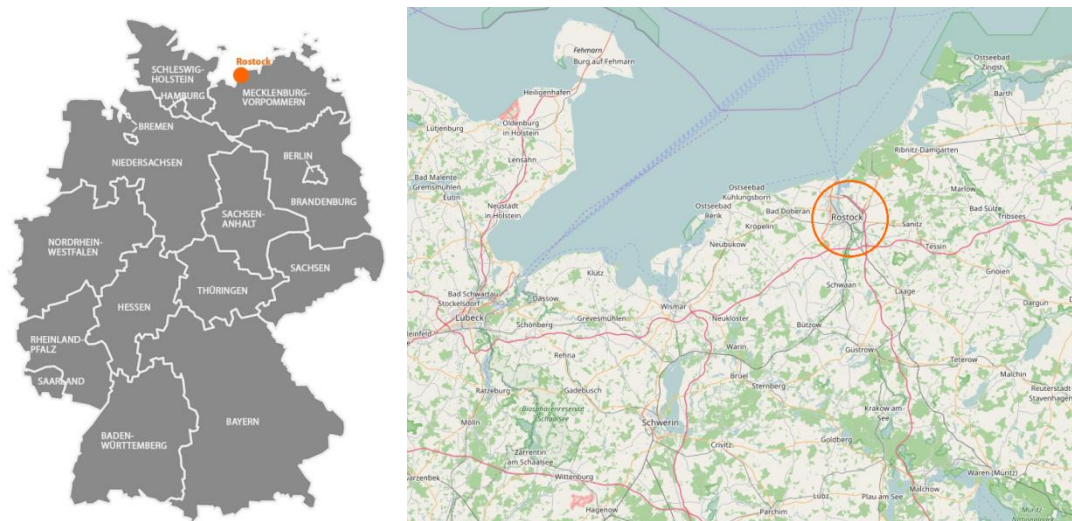 Rostock
SCHLESWIG-
HOLSTEIN
HAMBURG
MECKLENBURG-
VORPOMMERN
BREMEN
NIEDERSACHSEN
BERLIN
BRANDENBURG
SACHSEN-
ANHALT
NORDRHEIN-
WESTFALEN
SACHSEN
THÜRINGEN
HESSEN
RHEINLAND-
PFALZ
SAARLAND
BAYERN
BADEN-
WÜRTTEMBERG
Fehmarn
Burg auf Fehmarn
Heiligenhafen
Oldenburg
in Holstein
Lütjenburg
Lensahn
Bad Malente
Gremsmühlen
Eutin
Neustadt
in Holstein
Ostseebad
Zingst
Barth
Ribnitz-Damgarten
Marlow
Bad Sülze
Tribsees
Ostseebad
Kühlungsborn
Ostseebad
Rerik
Bad Doberan
Kröpelin
Rostock
Sanitz
Tessin
Neubukow
Gnoien
Klütz
Bad Schwartau
Stockelsdorf
Dassow
Lübeck
Schönberg
Grevesmühlen
Wismar
Neukloster
Schwaan
Laage
Dargun
Bützow
Rehna
Warin
Güstrow
Teterow
Malchin
Ratzeburg
Gadebusch
Brüel
Sternberg
Reuterstadt
Stavenhagen
Biosphärenreservat
Schaalsee
Mölln
Schwerin
Krakow am
See
Zarrentin
am Schaalsee
Crivitz
Goldberg
Wittenburg
Waren (Müritz)
Hagenow
Lübz
Plau am See
Malchow
Parchim
Müritz